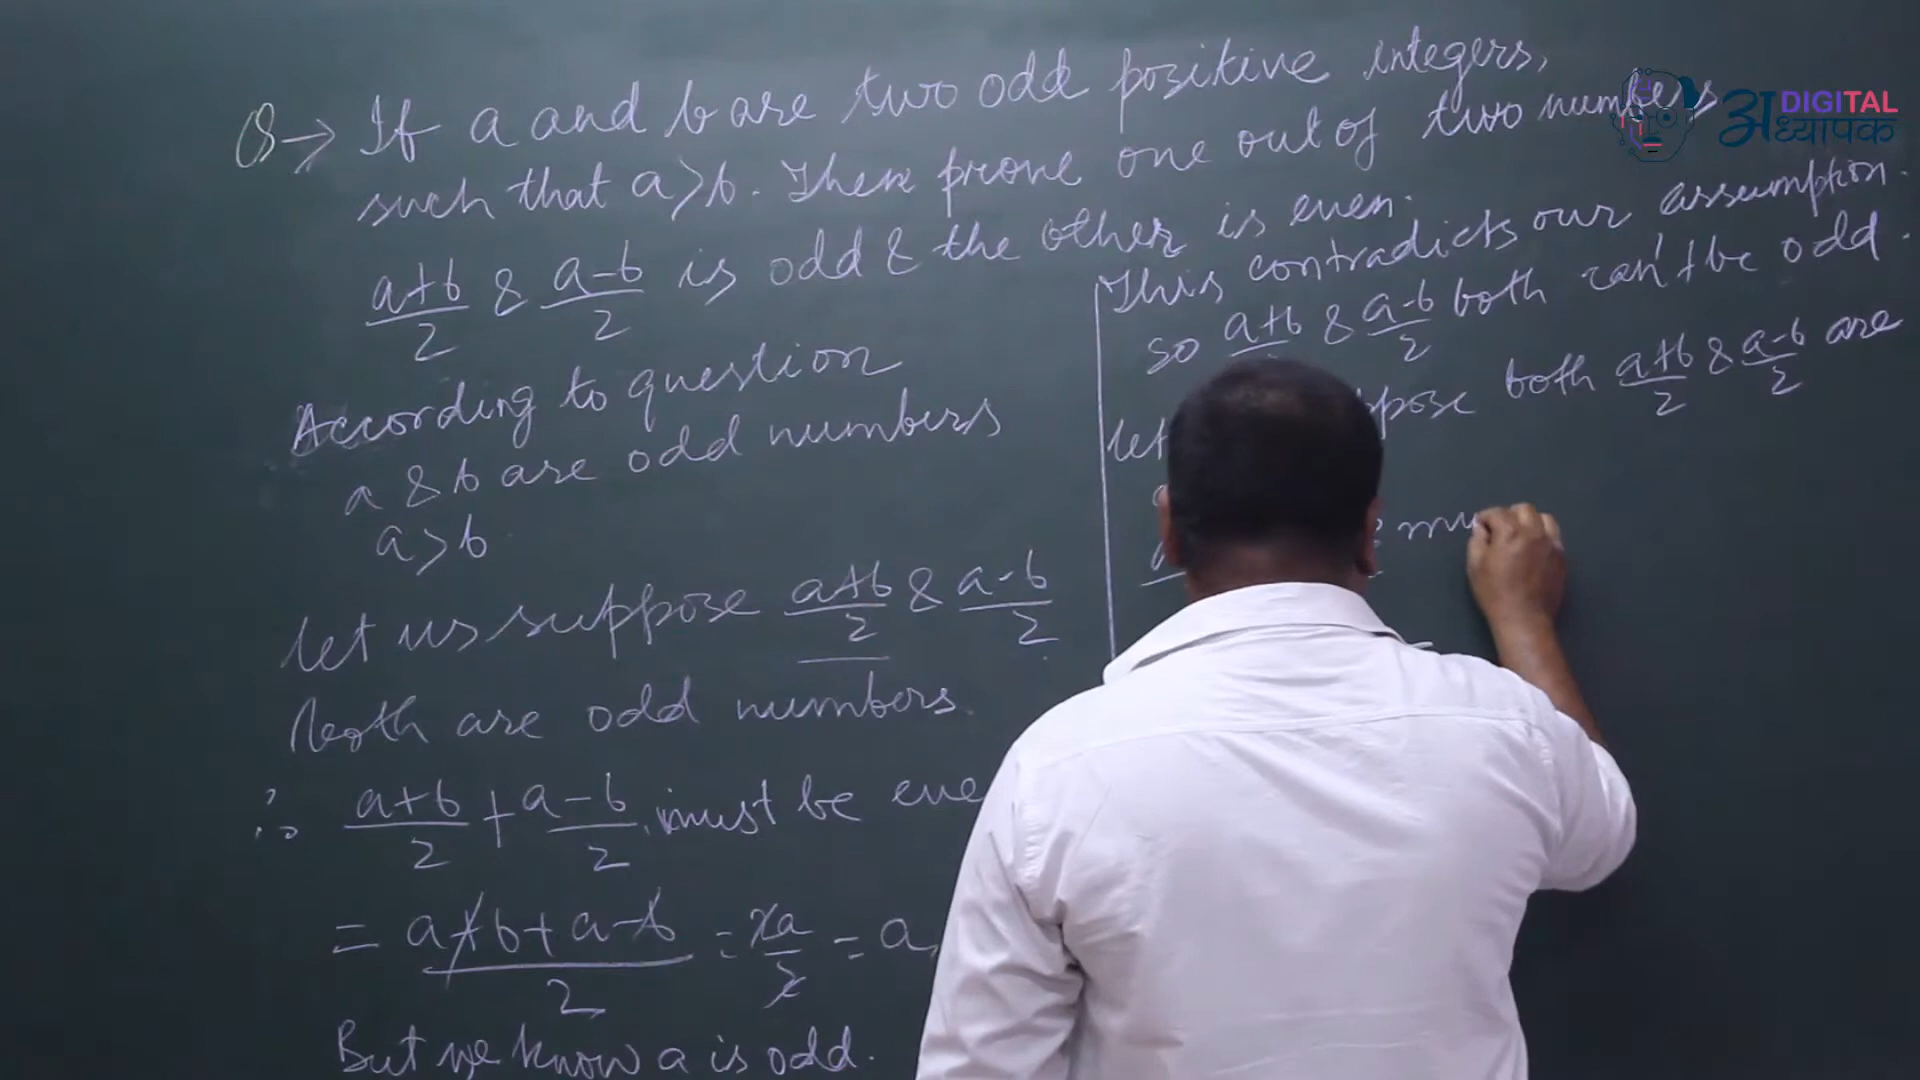 Q→ If a and b are two odd positive integers,
such that a>b. Then prove one out of two numbers
a+b/2 & a-b/2 is odd & the other is even.
According to question
a & b are odd numbers
a>b
let us suppose a+b/2 & a-b/2
both are odd numbers.
∴ a+b/2 + a-b/2 must be eve
= a+b+a-b/2 = 2a/2 = a
But we know a is odd.
This contradicts our assumption.
so a+b & a-b/2 both can't be odd.
let both a+b/2 & a-b/2 are
DIGITAL
अध्यापक